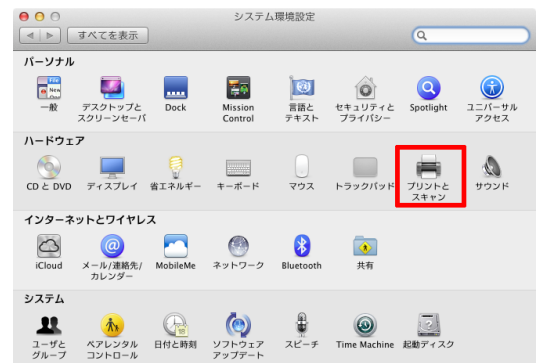 システム環境設定
すべてを表示
パーソナル
一般
デスクトップと
スクリーンセーバ
Dock
Mission
Control
言語と
テキスト
セキュリティと
プライバシー
Spotlight
ユニバーサル
アクセス
ハードウェア
CD と DVD
ディスプレイ
省エネルギー
キーボード
マウス
トラックパッド
プリントと
スキャン
サウンド
インターネットとワイヤレス
iCloud
メール/連絡先/
カレンダー
MobileMe
ネットワーク
Bluetooth
共有
システム
ユーザと
グループ
ペアレンタル
コントロール
日付と時刻
ソフトウェア
アップデート
スピーチ
Time Machine
起動ディスク